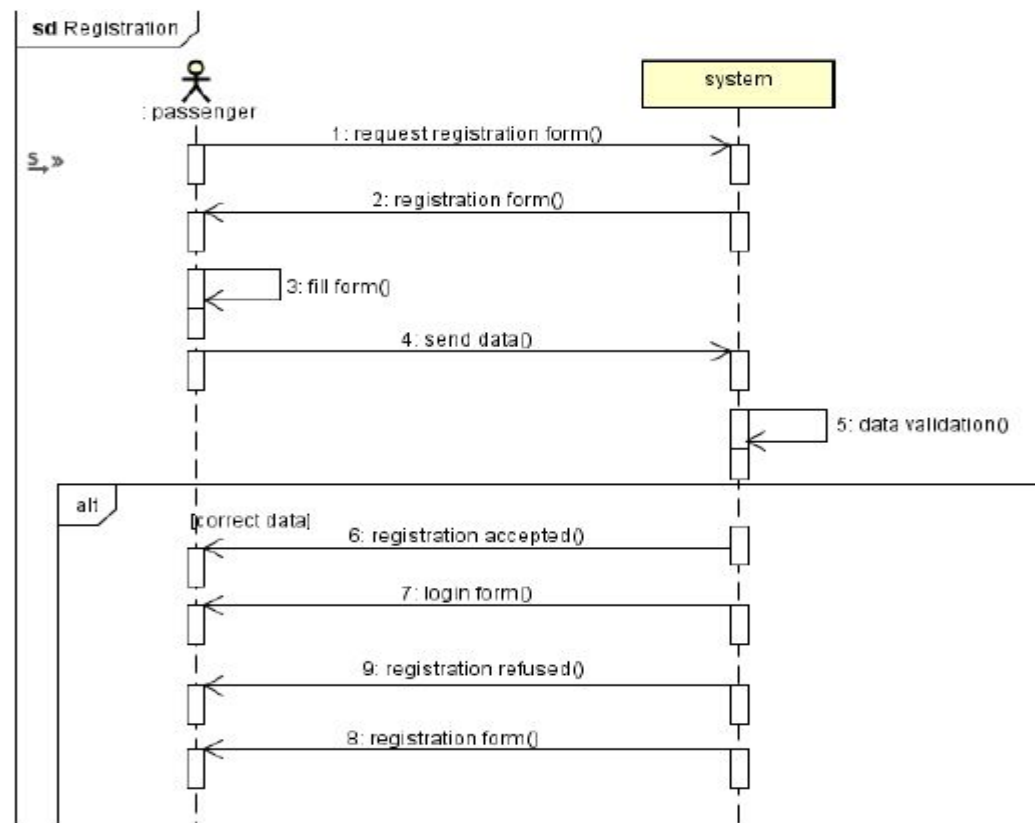 sd Registration
: passenger
system
1: request registration form()
S »
2: registration form()
3: fill form()
4: send data()
5: data validation()
alt
[correct data]
6: registration accepted()
7: login form()
9: registration refused()
8: registration form()